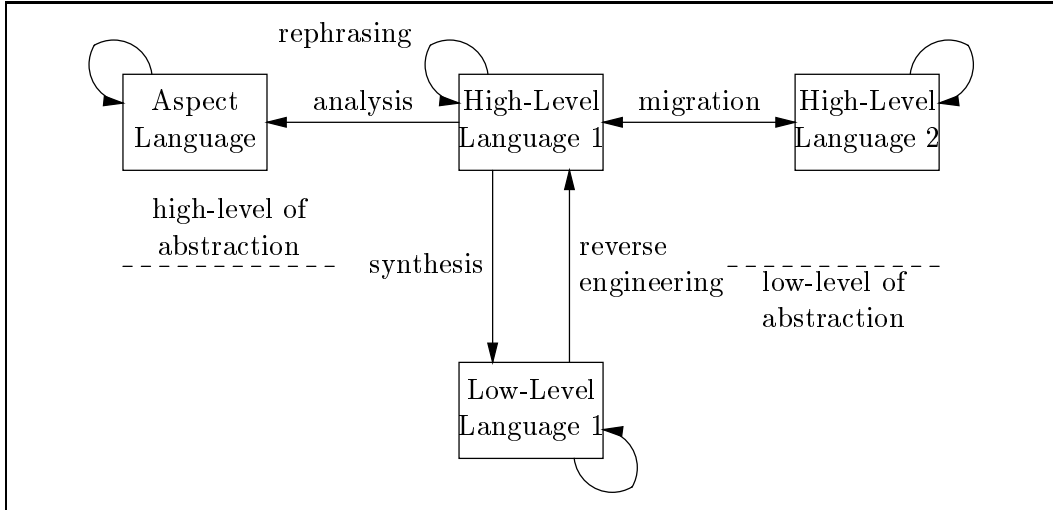 rephrasing
Aspect
Language
analysis
High-Level
Language 1
migration
High-Level
Language 2
high-level of
abstraction
synthesis
reverse
engineering
low-level of
abstraction
Low-Level
Language 1